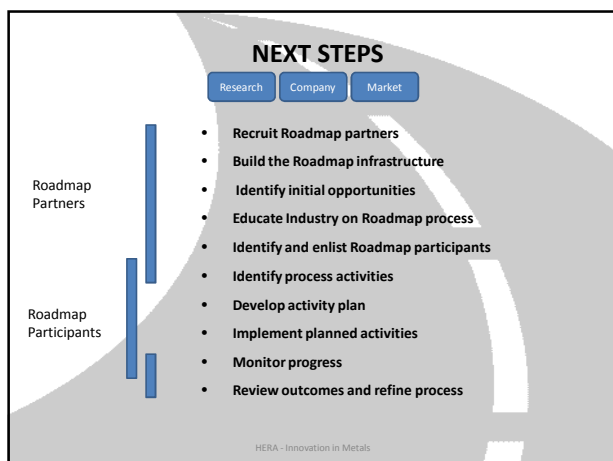 NEXT STEPS
Research Company Market
Roadmap
Partners
Roadmap
Participants
• Recruit Roadmap partners
• Build the Roadmap infrastructure
• Identify initial opportunities
• Educate Industry on Roadmap process
• Identify and enlist Roadmap participants
• Identify process activities
• Develop activity plan
• Implement planned activities
• Monitor progress
• Review outcomes and refine process
HERA - Innovation in Metals